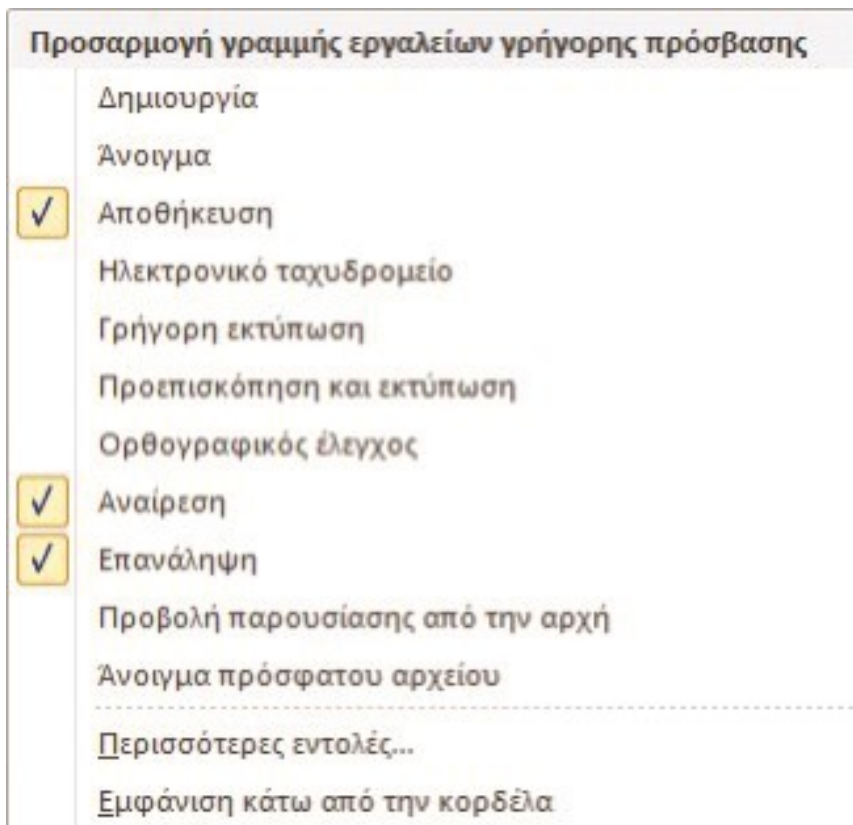 Προσαρμογή γραμμής εργαλείων γρήγορης πρόσβασης
Δημιουργία
Άνοιγμα
Αποθήκευση
Ηλεκτρονικό ταχυδρομείο
Γρήγορη εκτύπωση
Προεπισκόπηση και εκτύπωση
Ορθογραφικός έλεγχος
Αναίρεση
Επανάληψη
Προβολή παρουσίασης από την αρχή
Άνοιγμα πρόσφατου αρχείου
Περισσότερες εντολές...
Εμφάνιση κάτω από την κορδέλα